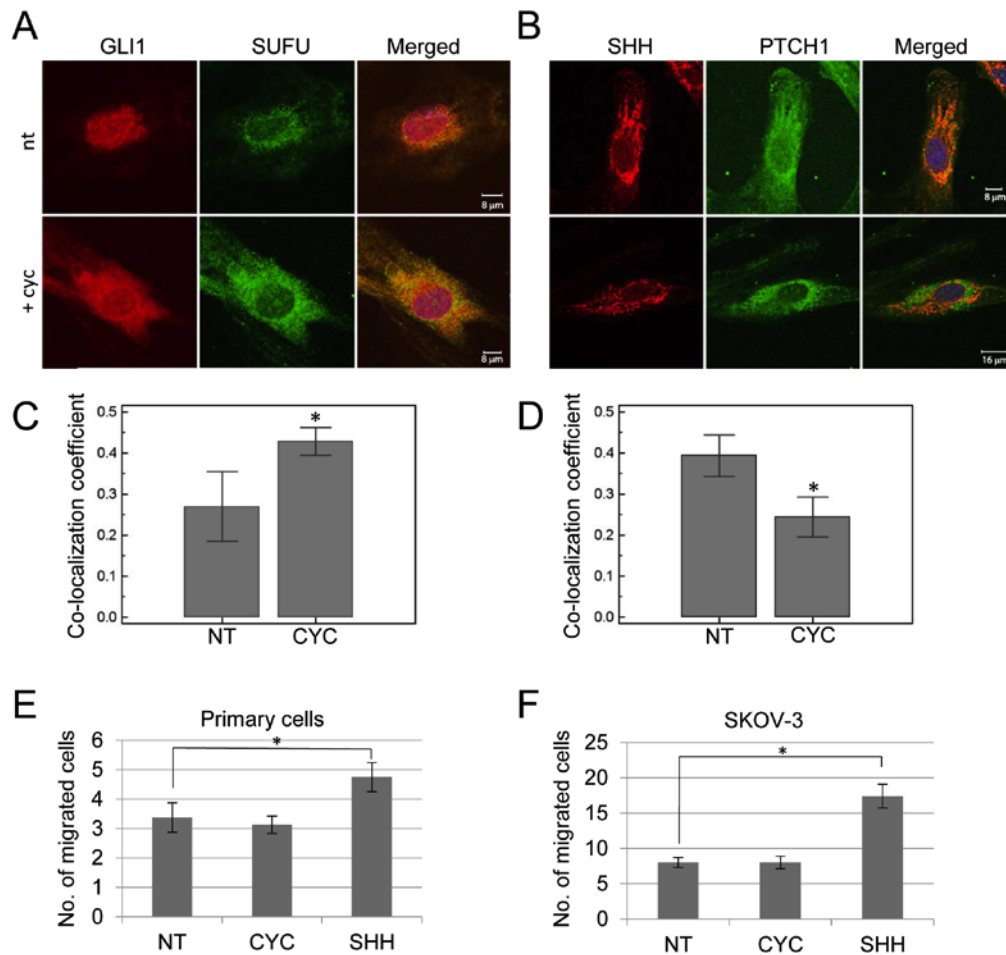 A
GLI1 SUFU Merged
nt
8 µm
+ cyc
8 µm
B
SHH PTCH1 Merged
8 µm
16 µm
C
Co-localization coefficient
0.5
0.4
0.3
0.2
0.1
0.0
*
NT CYC
D
Co-localization coefficient
0.5
0.4
0.3
0.2
0.1
0.0
*
NT CYC
E
Primary cells
No. of migrated cells
6
5
4
3
2
1
0
*
NT CYC SHH
F
SKOV-3
No. of migrated cells
25
20
15
10
5
0
*
NT CYC SHH